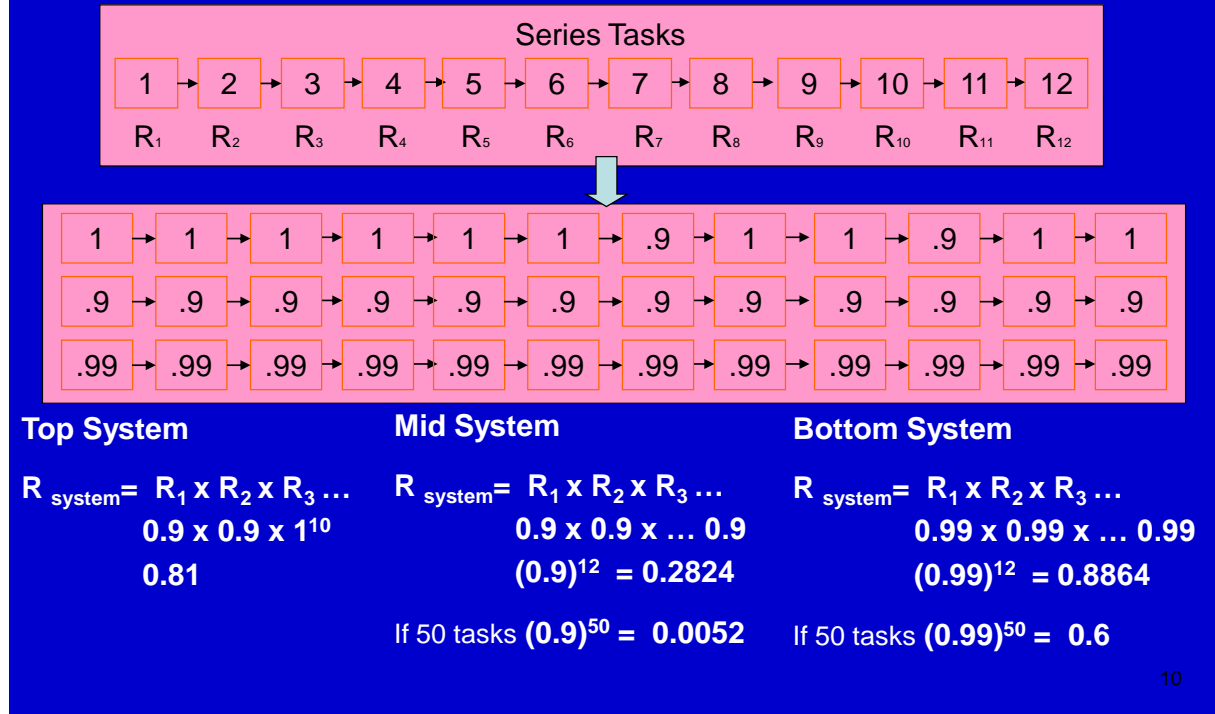 Series Tasks
1 2 3 4 5 6 7 8 9 10 11 12
R₁ R₂ R₃ R₄ R₅ R₆ R₇ R₈ R₉ R₁₀ R₁₁ R₁₂
1 1 1 1 1 1 .9 1 1 .9 1 1
.9 .9 .9 .9 .9 .9 .9 .9 .9 .9 .9 .9
.99 .99 .99 .99 .99 .99 .99 .99 .99 .99 .99 .99
Top System
R system= R₁ x R₂ x R₃ …
0.9 x 0.9 x 1¹⁰
0.81
Mid System
R system= R₁ x R₂ x R₃ …
0.9 x 0.9 x … 0.9
(0.9)¹² = 0.2824
If 50 tasks (0.9)⁵⁰ = 0.0052
Bottom System
R system= R₁ x R₂ x R₃ …
0.99 x 0.99 x … 0.99
(0.99)¹² = 0.8864
If 50 tasks (0.99)⁵⁰ = 0.6
10